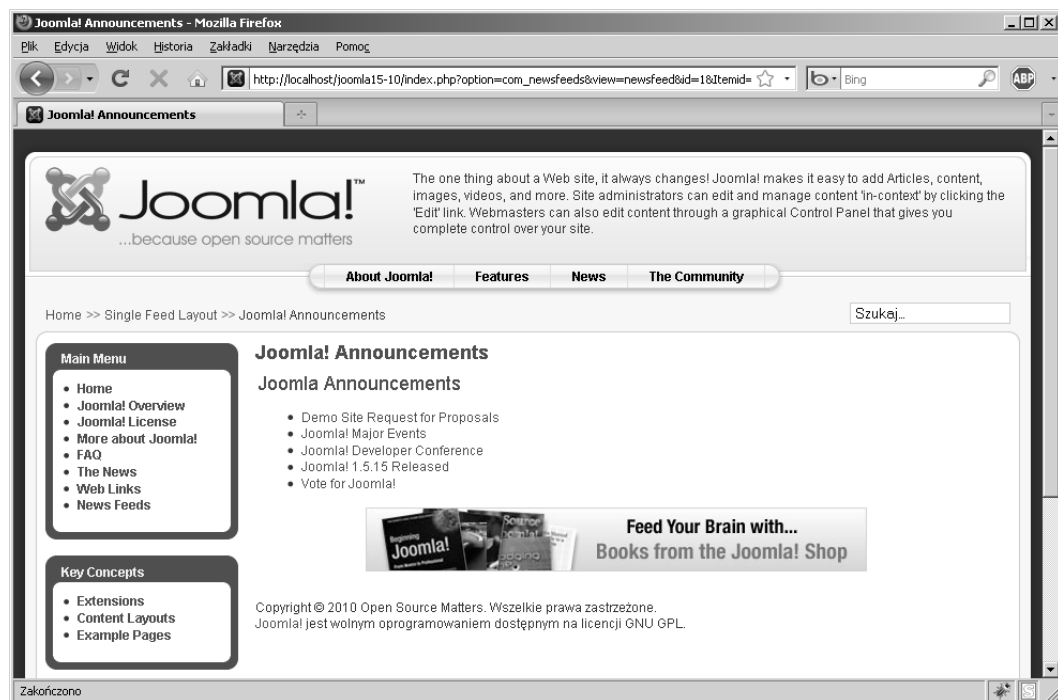 Joomla! Announcements - Mozilla Firefox
Plik Edycja Widok Historia Zakładki Narzędzia Pomoc
http://localhost/joomla15-10/index.php?option=com_newsfeeds&view=newsfeed&id=1&Itemid=
Bing
ABP
Joomla! Announcements
Joomla!™
...because open source matters
The one thing about a Web site, it always changes! Joomla! makes it easy to add Articles, content,
images, videos, and more. Site administrators can edit and manage content 'in-context' by clicking the
'Edit' link. Webmasters can also edit content through a graphical Control Panel that gives you
complete control over your site.
About Joomla! Features News The Community
Home >> Single Feed Layout >> Joomla! Announcements
Szukaj...
Main Menu
Home
Joomla! Overview
Joomla! License
More about Joomla!
FAQ
The News
Web Links
News Feeds
Key Concepts
Extensions
Content Layouts
Example Pages
Joomla! Announcements
Joomla Announcements
Demo Site Request for Proposals
Joomla! Major Events
Joomla! Developer Conference
Joomla! 1.5.15 Released
Vote for Joomla!
Beginning
Joomla!
Feed Your Brain with...
Books from the Joomla! Shop
Copyright © 2010 Open Source Matters. Wszelkie prawa zastrzeżone.
Joomla! jest wolnym oprogramowaniem dostępnym na licencji GNU GPL.
Zakończono